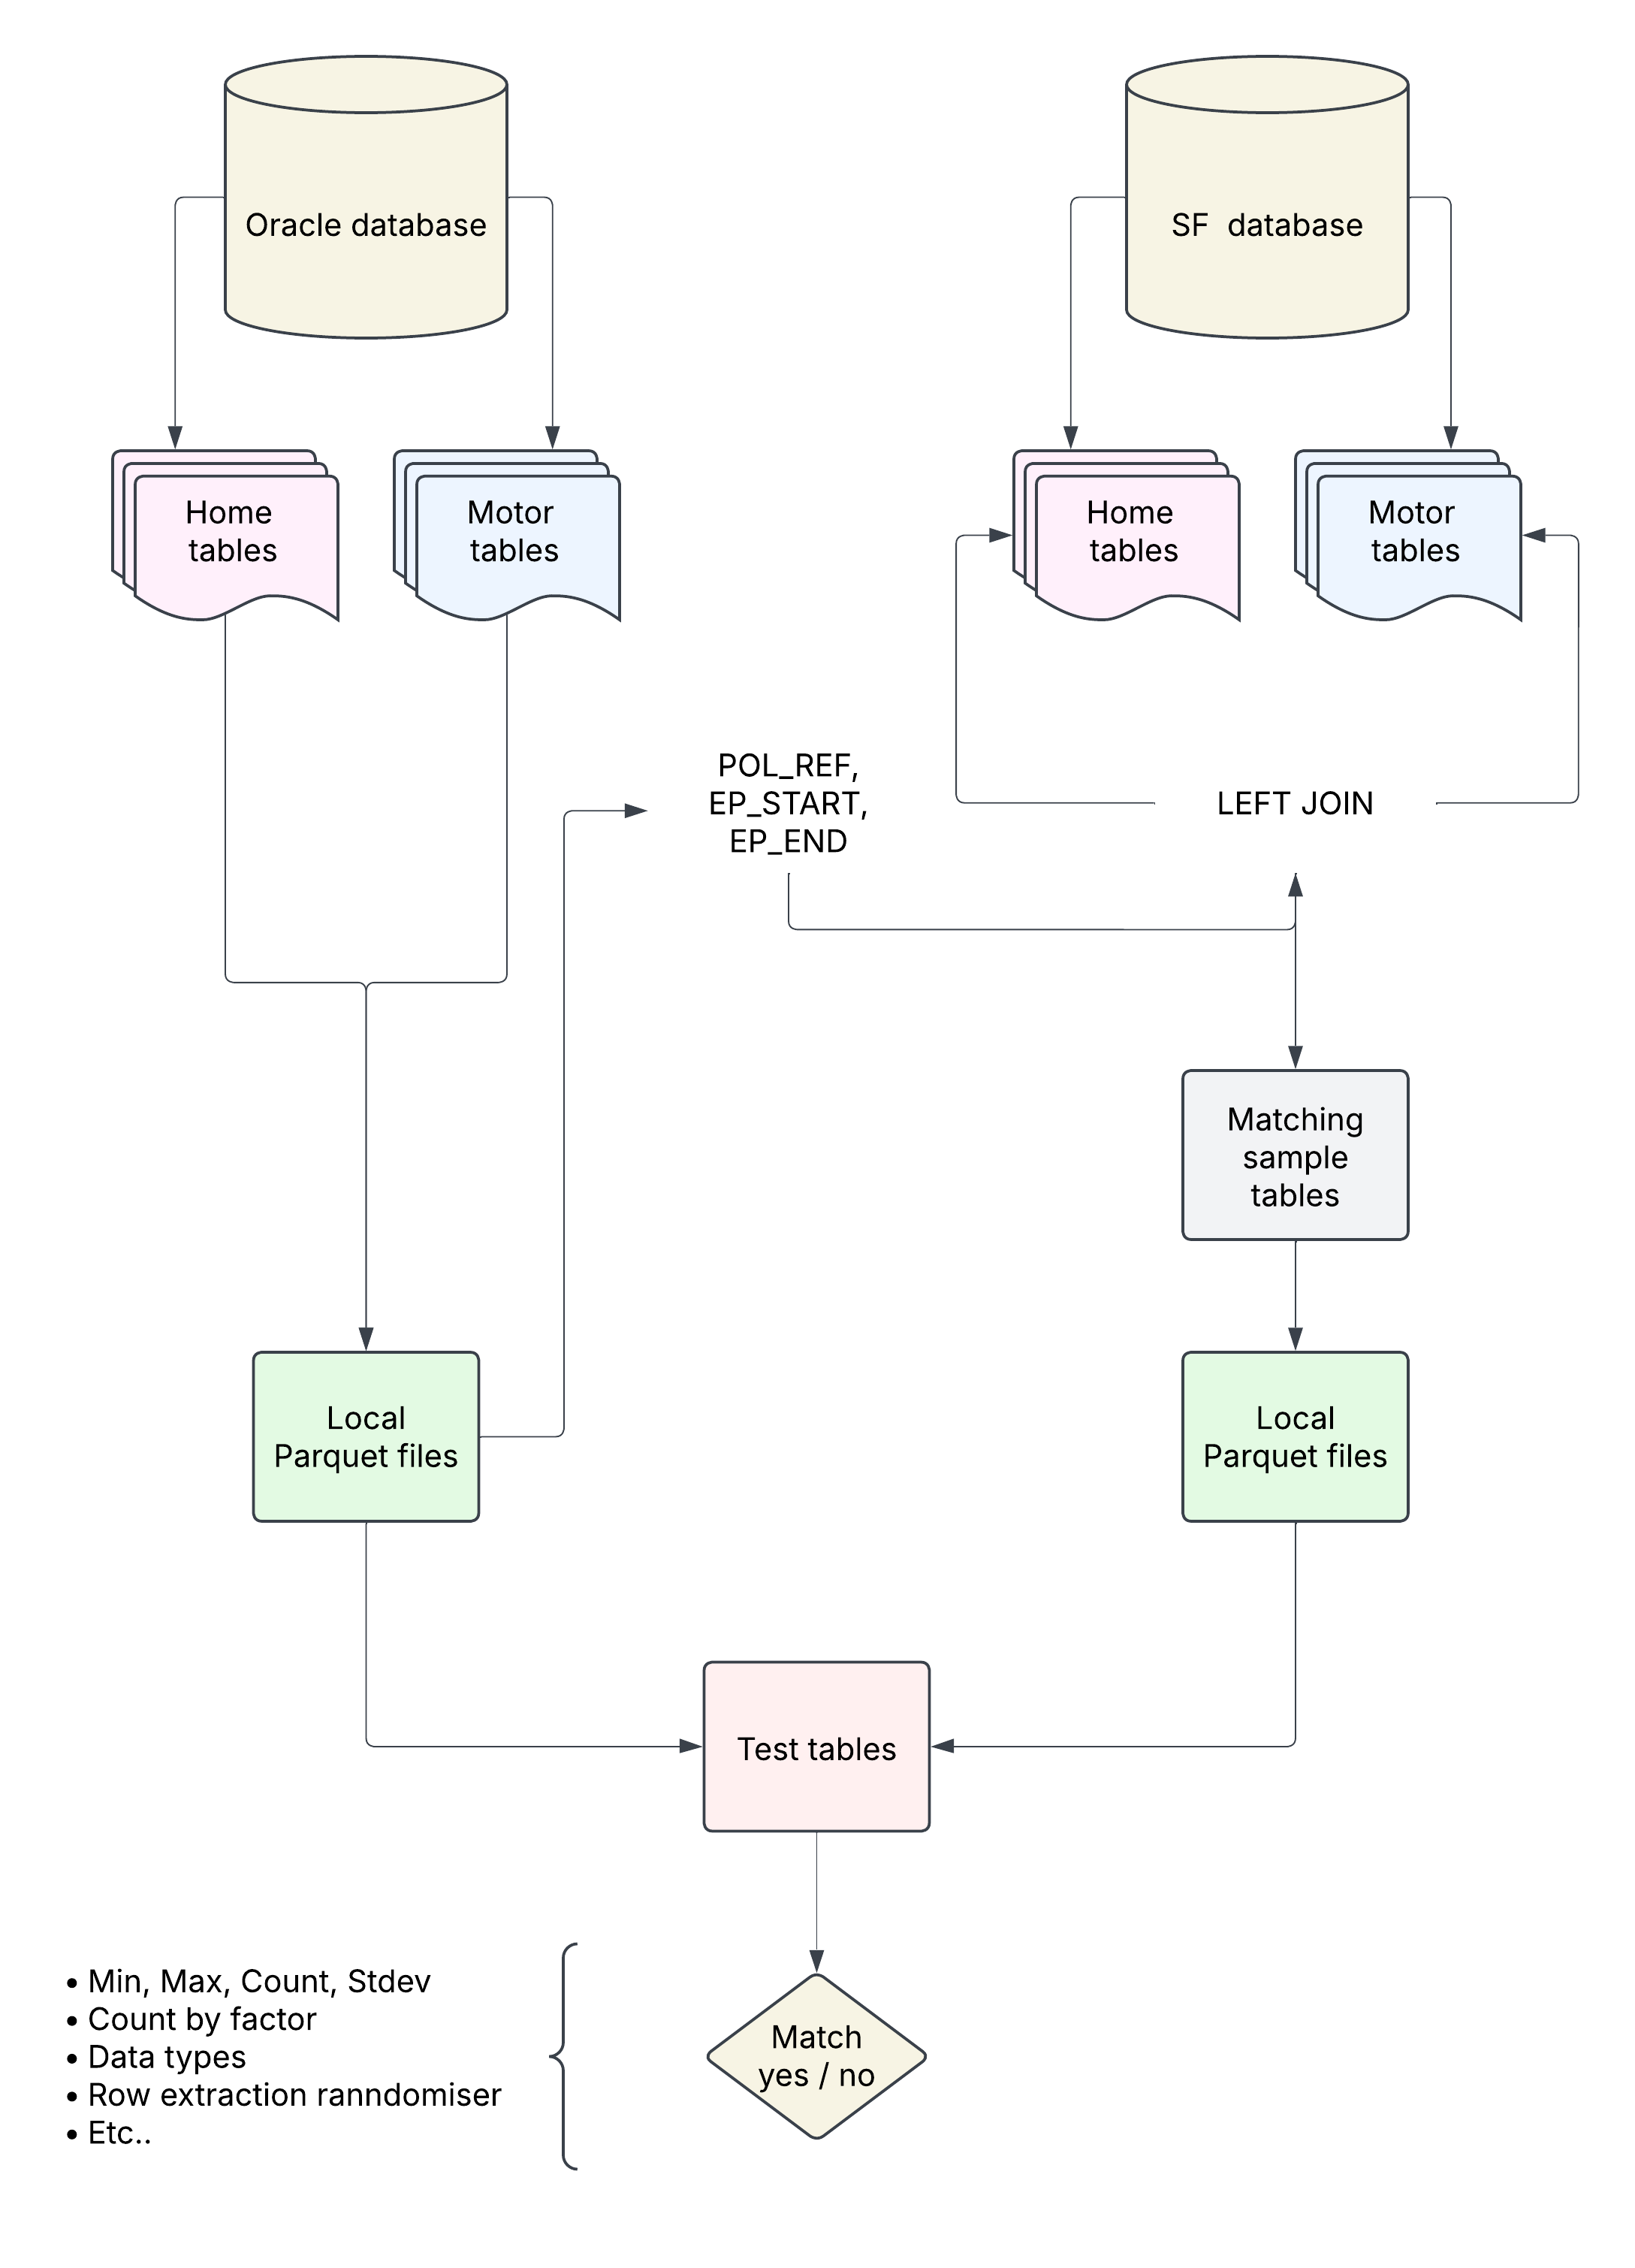 Oracle database
SF  database
Home
tables
Motor
tables
Home
tables
Motor
tables
POL_REF,
EP_START,
EP_END
LEFT JOIN
Matching
sample
tables
Local
Parquet files
Local
Parquet files
Test tables
• Min, Max, Count, Stdev
• Count by factor
• Data types
• Row extraction ranndomiser
• Etc..
Match
yes / no